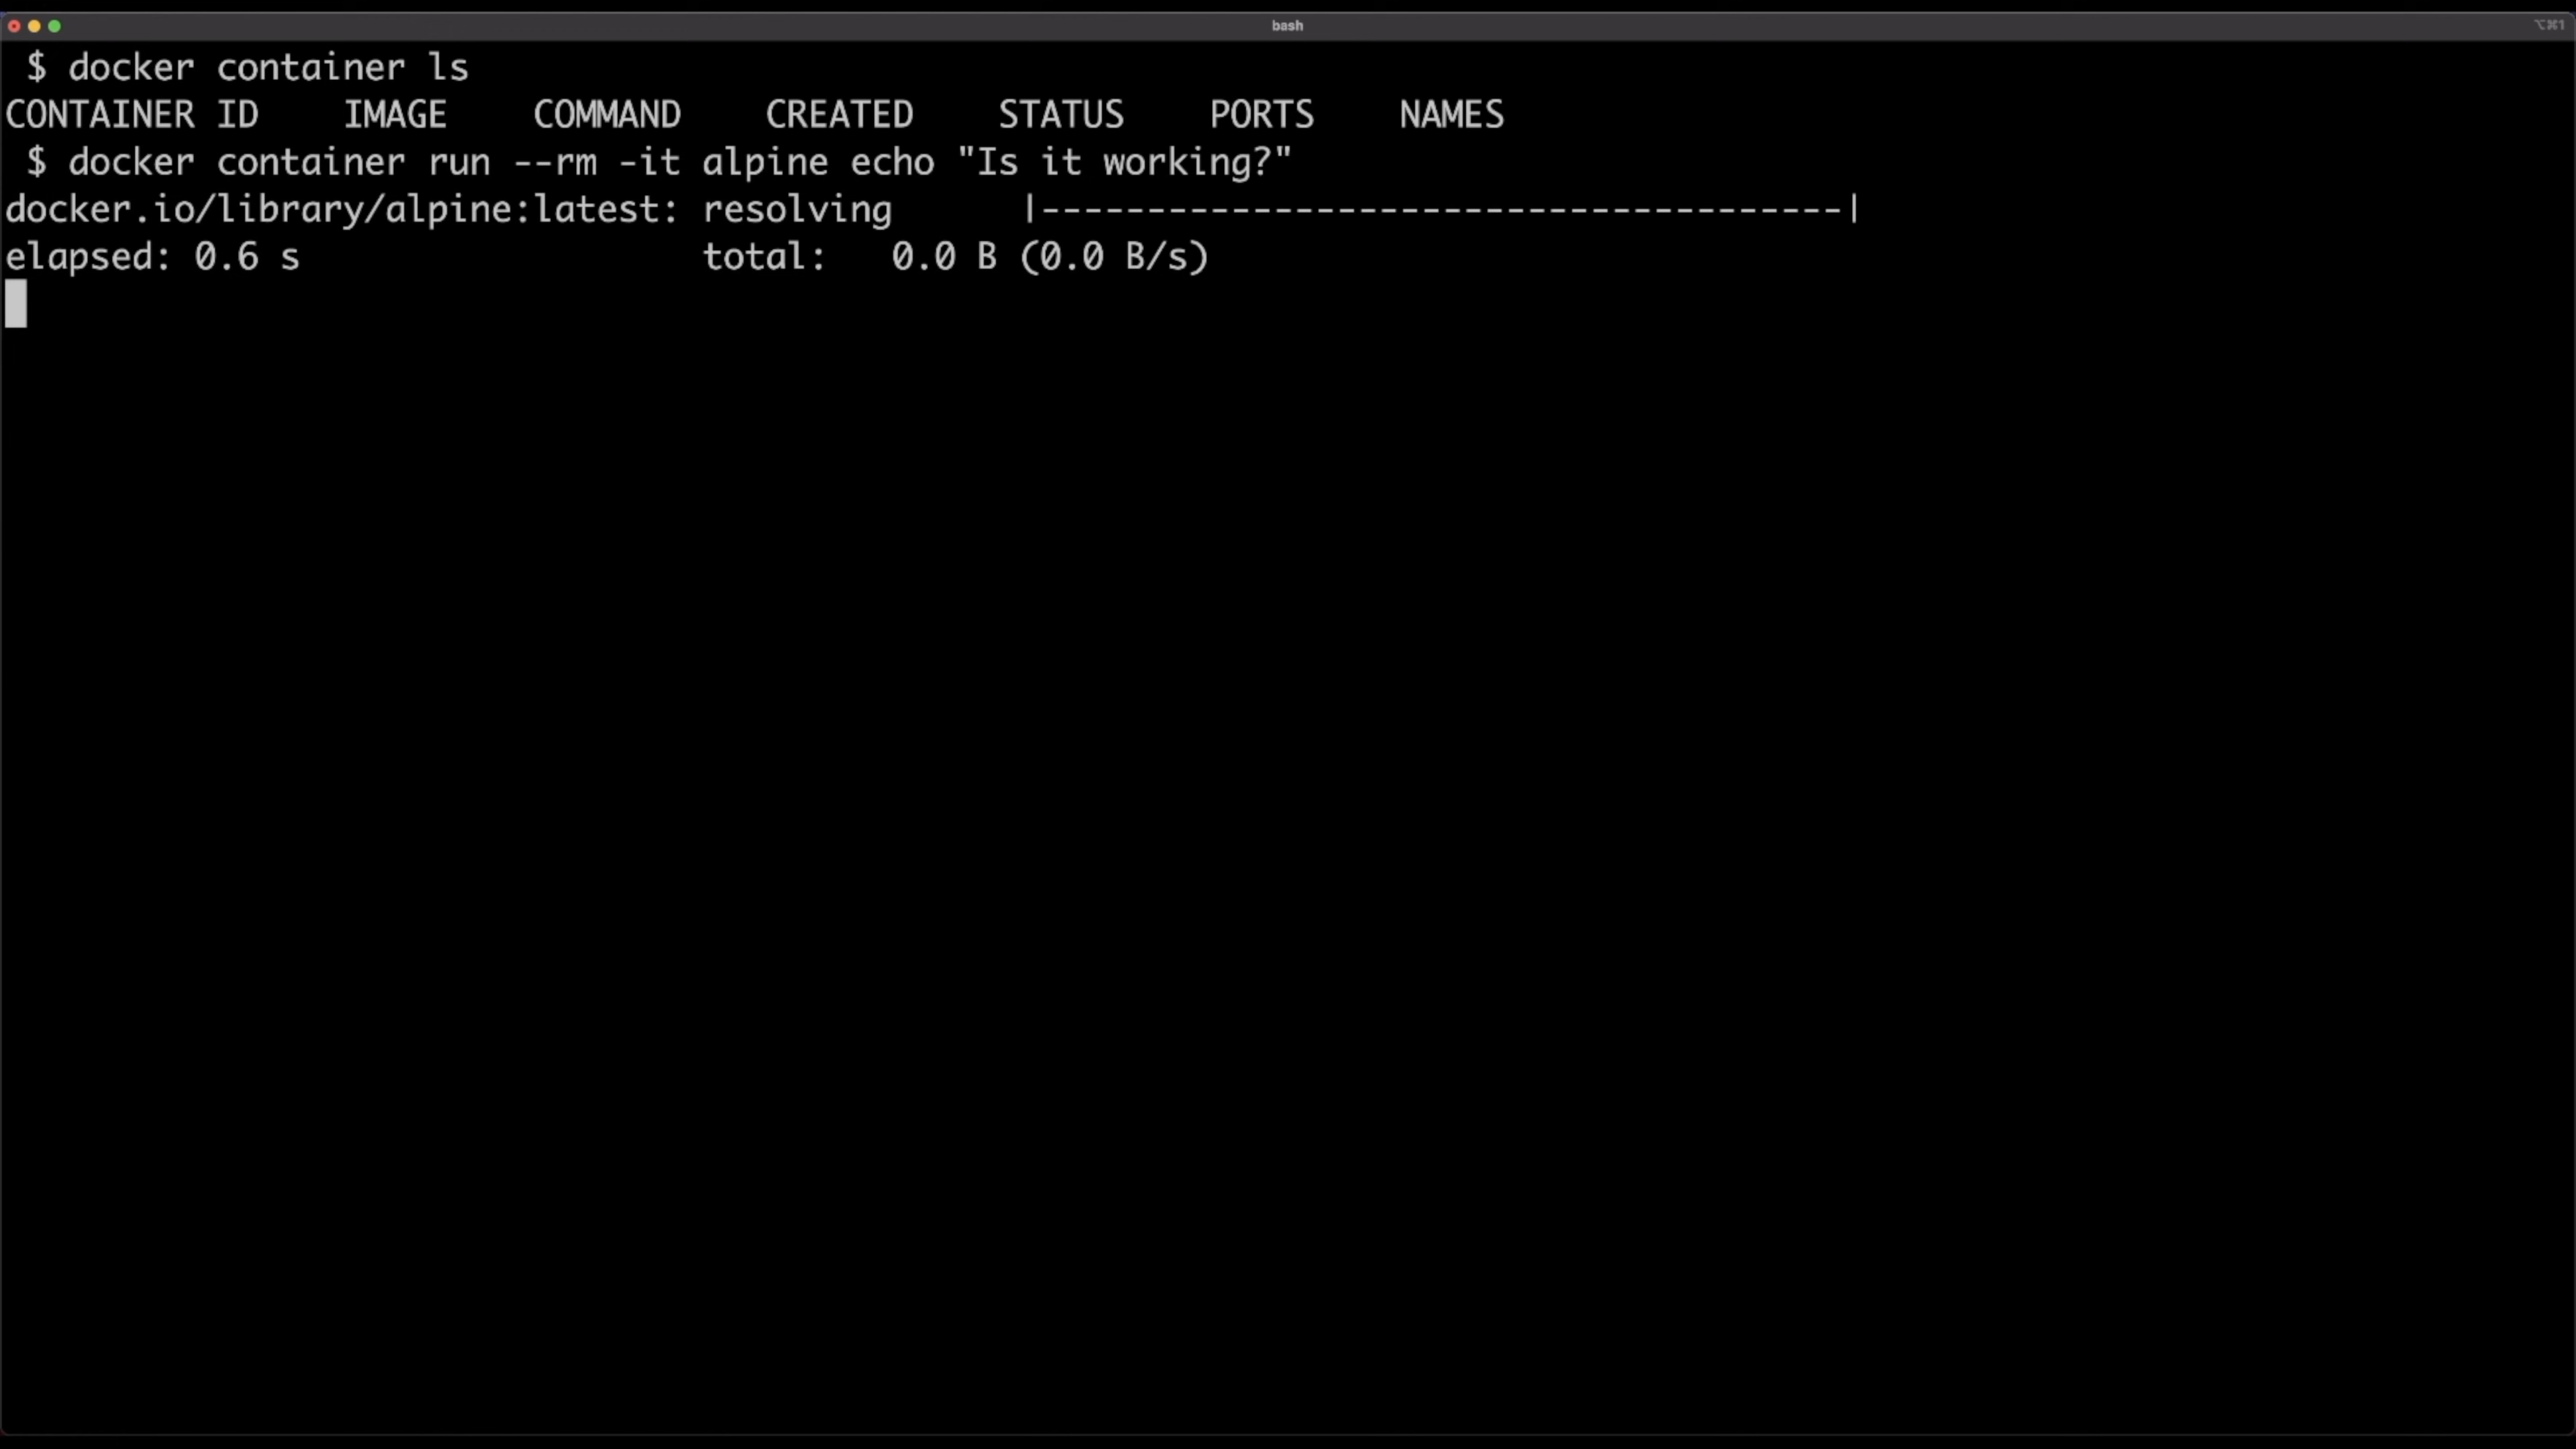 bash
⌥⌘1
$ docker container ls
CONTAINER ID    IMAGE    COMMAND    CREATED    STATUS    PORTS    NAMES
$ docker container run --rm -it alpine echo "Is it working?"
docker.io/library/alpine:latest: resolving      |--------------------------------------|
elapsed: 0.6 s                   total:   0.0 B (0.0 B/s)